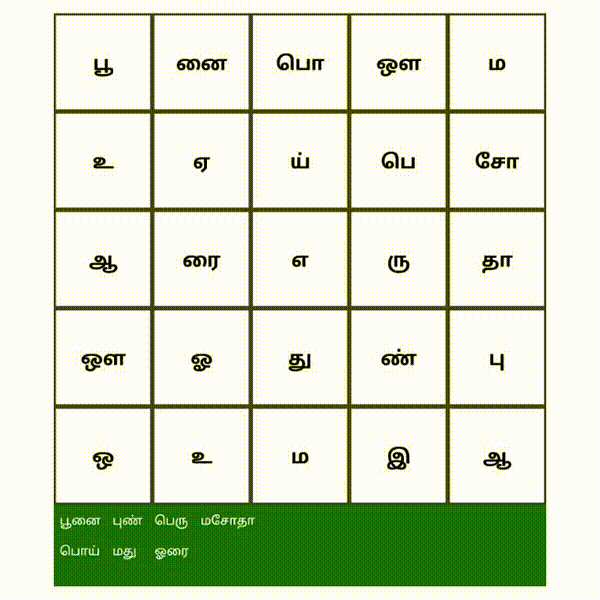 பூ னை பொ ஔ ம
உ ஏ ய் பெ சோ
ஆ ரை எ ரு தா
ஔ ஓ து ண் பு
ஒ உ ம இ ஆ
பூனை புண் பெரு மசோதா
பொய் மது ஓரை